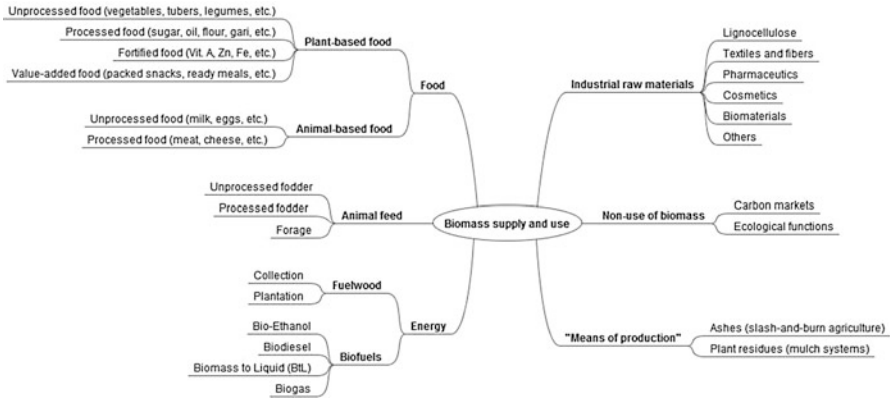 Unprocessed food (vegetables, tubers, legumes, etc.)
Processed food (sugar, oil, flour, gari, etc.)
Fortified food (Vit. A, Zn, Fe, etc.)
Value-added food (packed snacks, ready meals, etc.)
Plant-based food
Unprocessed food (milk, eggs, etc.)
Processed food (meat, cheese, etc.)
Animal-based food
Food
Unprocessed fodder
Processed fodder
Forage
Animal feed
Collection
Plantation
Fuelwood
Bio-Ethanol
Biodiesel
Biomass to Liquid (BtL)
Biogas
Biofuels
Energy
Biomass supply and use
Industrial raw materials
Lignocellulose
Textiles and fibers
Pharmaceutics
Cosmetics
Biomaterials
Others
Non-use of biomass
Carbon markets
Ecological functions
"Means of production"
Ashes (slash-and-burn agriculture)
Plant residues (mulch systems)